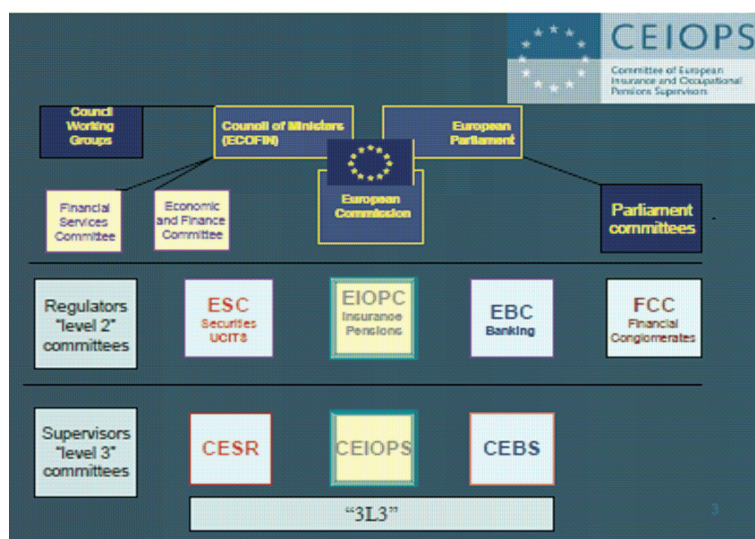 CEIOPS
Committee of European
Insurance and Occupational
Pensions Supervisors
Council
Working
Groups
Council of Ministers
(ECOFIN)
European
Parliament
European
Commission
Financial
Services
Committee
Economic
and Finance
Committee
Parliament
committees
Regulators
"level 2"
committees
ESC
Securities
UCITS
EIOPC
Insurance
Pensions
EBC
Banking
FCC
Financial
Conglomerates
Supervisors
"level 3"
committees
CESR
CEIOPS
CEBS
“3L3”
3